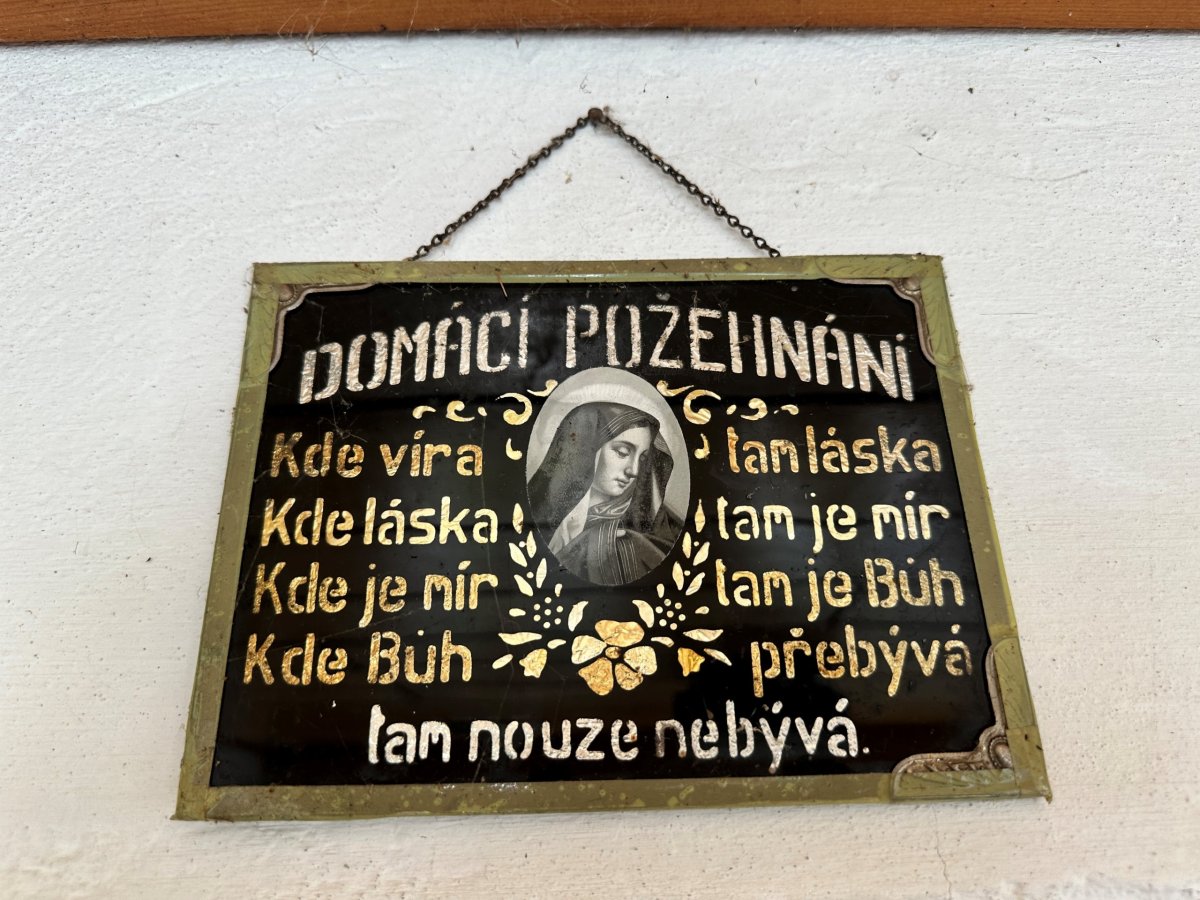 DOMÁCÍ POŽEHNÁNÍ
Kde víra tam láska
Kde láska tam je mír
Kde je mír tam je Bůh
Kde Bůh přebývá
tam nouze nebývá.